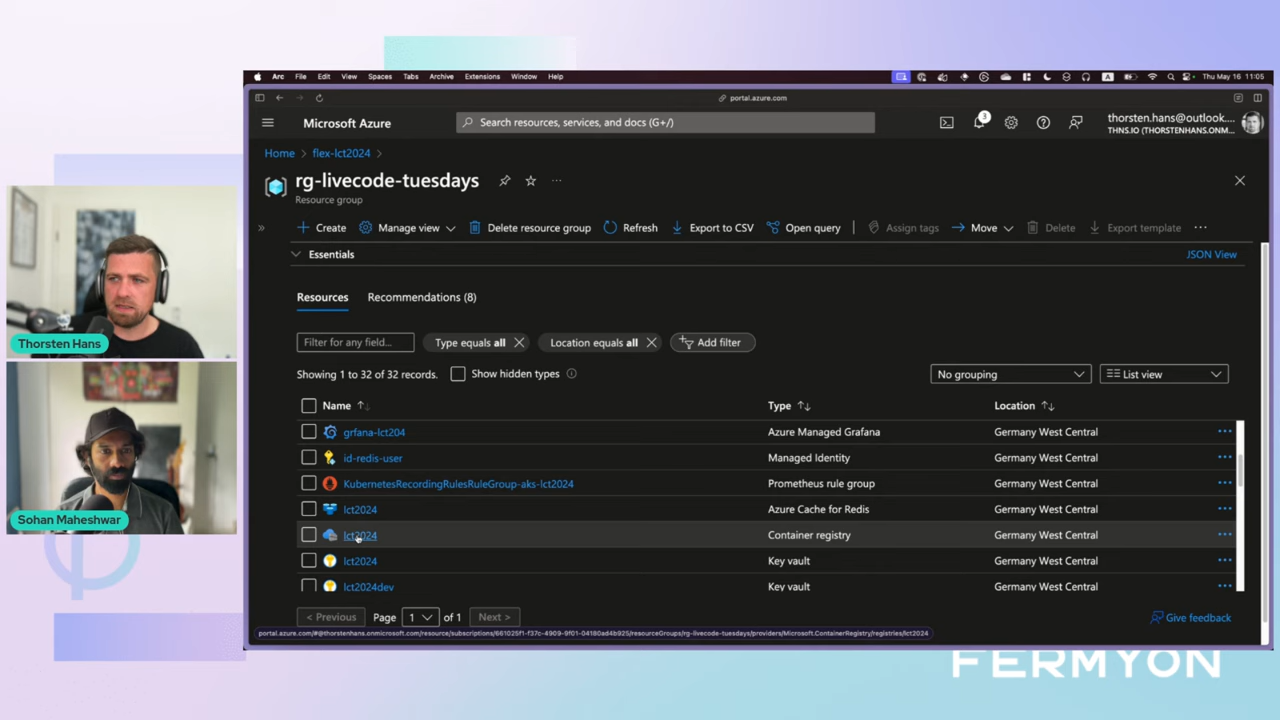 Arc File Edit View Spaces Tabs Archive Extensions Window Help
Thu May 16 11:05
portal.azure.com
Microsoft Azure
Search resources, services, and docs (G+/)
3
thorsten.hans@outlook....
THNS.IO (THORSTENHANS.ONM...
Home > flex-lct2024 >
rg-livecode-tuesdays
Resource group
Create Manage view Delete resource group Refresh Export to CSV Open query Assign tags Move Delete Export template
Essentials
JSON View
Resources Recommendations (8)
Filter for any field... Type equals all Location equals all Add filter
Showing 1 to 32 of 32 records. Show hidden types
No grouping List view
Name Type Location
grfana-lct204 Azure Managed Grafana Germany West Central
id-redis-user Managed Identity Germany West Central
KubernetesRecordingRulesRuleGroup-aks-lct2024 Prometheus rule group Germany West Central
lct2024 Azure Cache for Redis Germany West Central
lct2024 Container registry Germany West Central
lct2024 Key vault Germany West Central
lct2024dev Key vault Germany West Central
< Previous Page 1 of 1 Next >
Give feedback
Thorsten Hans
Sohan Maheshwar
FERMYON